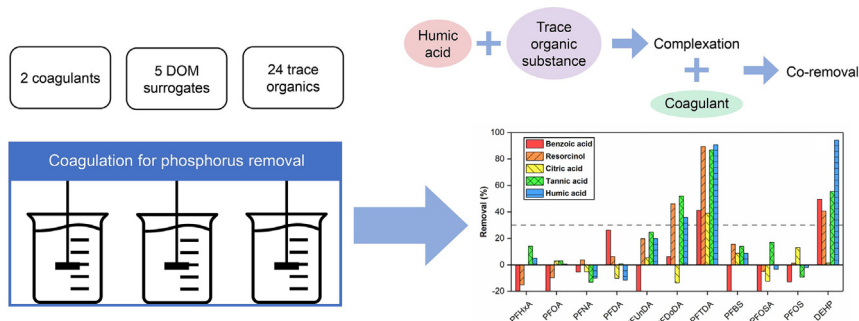 2 coagulants
5 DOM
surrogates
24 trace
organics
Humic
acid
Trace
organic
substance
Complexation
Coagulant
Co-removal
Coagulation for phosphorus removal
Removal (%)
100
80
60
40
20
0
-20
Benzoic acid
Resorcinol
Citric acid
Tannic acid
Humic acid
PFHxA
PFOA
PFNA
PFDA
FUnDA
FDoDA
PFTDA
PFBS
PFOSA
PFOS
DEHP